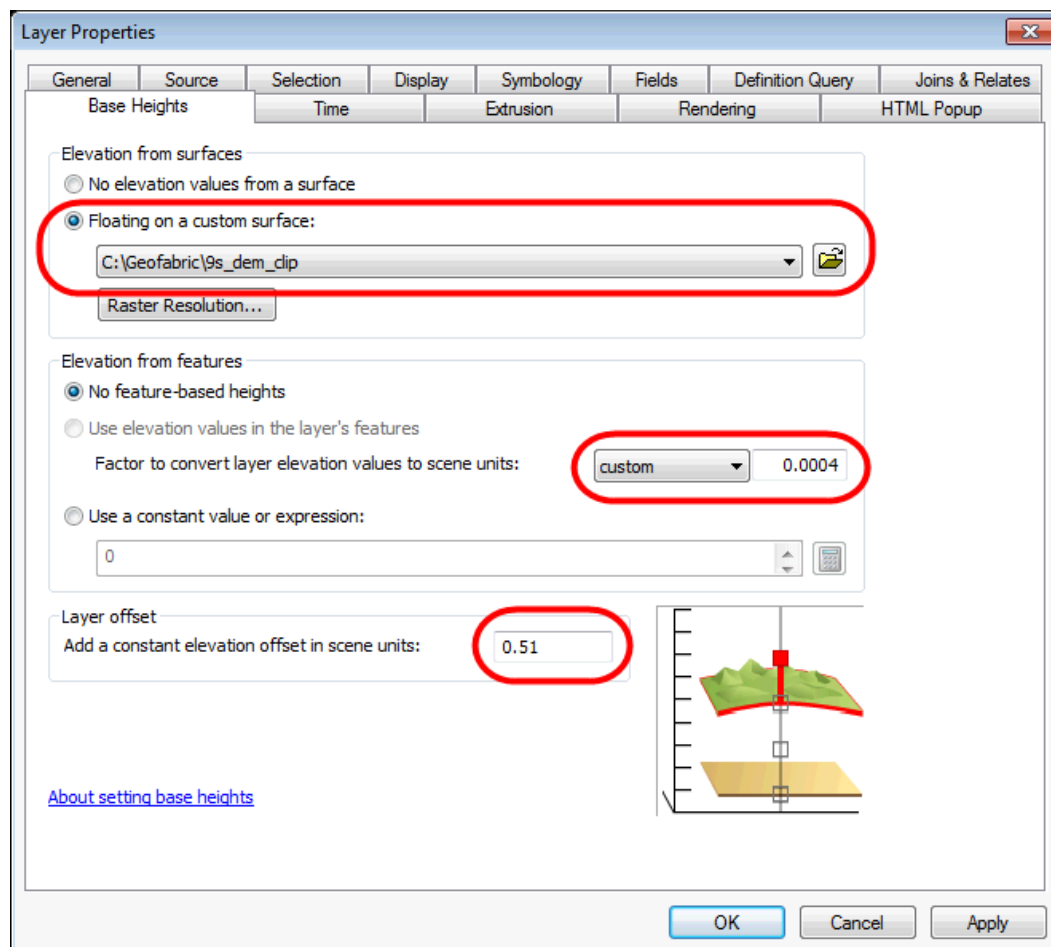 Layer Properties
General Source Selection Display Symbology Fields Definition Query Joins & Relates
Base Heights Time Extrusion Rendering HTML Popup
Elevation from surfaces
No elevation values from a surface
Floating on a custom surface:
C:\Geofabric\9s_dem_clip
Raster Resolution...
Elevation from features
No feature-based heights
Use elevation values in the layer's features
Factor to convert layer elevation values to scene units: custom 0.0004
Use a constant value or expression:
0
Layer offset
Add a constant elevation offset in scene units: 0.51
About setting base heights
OK Cancel Apply